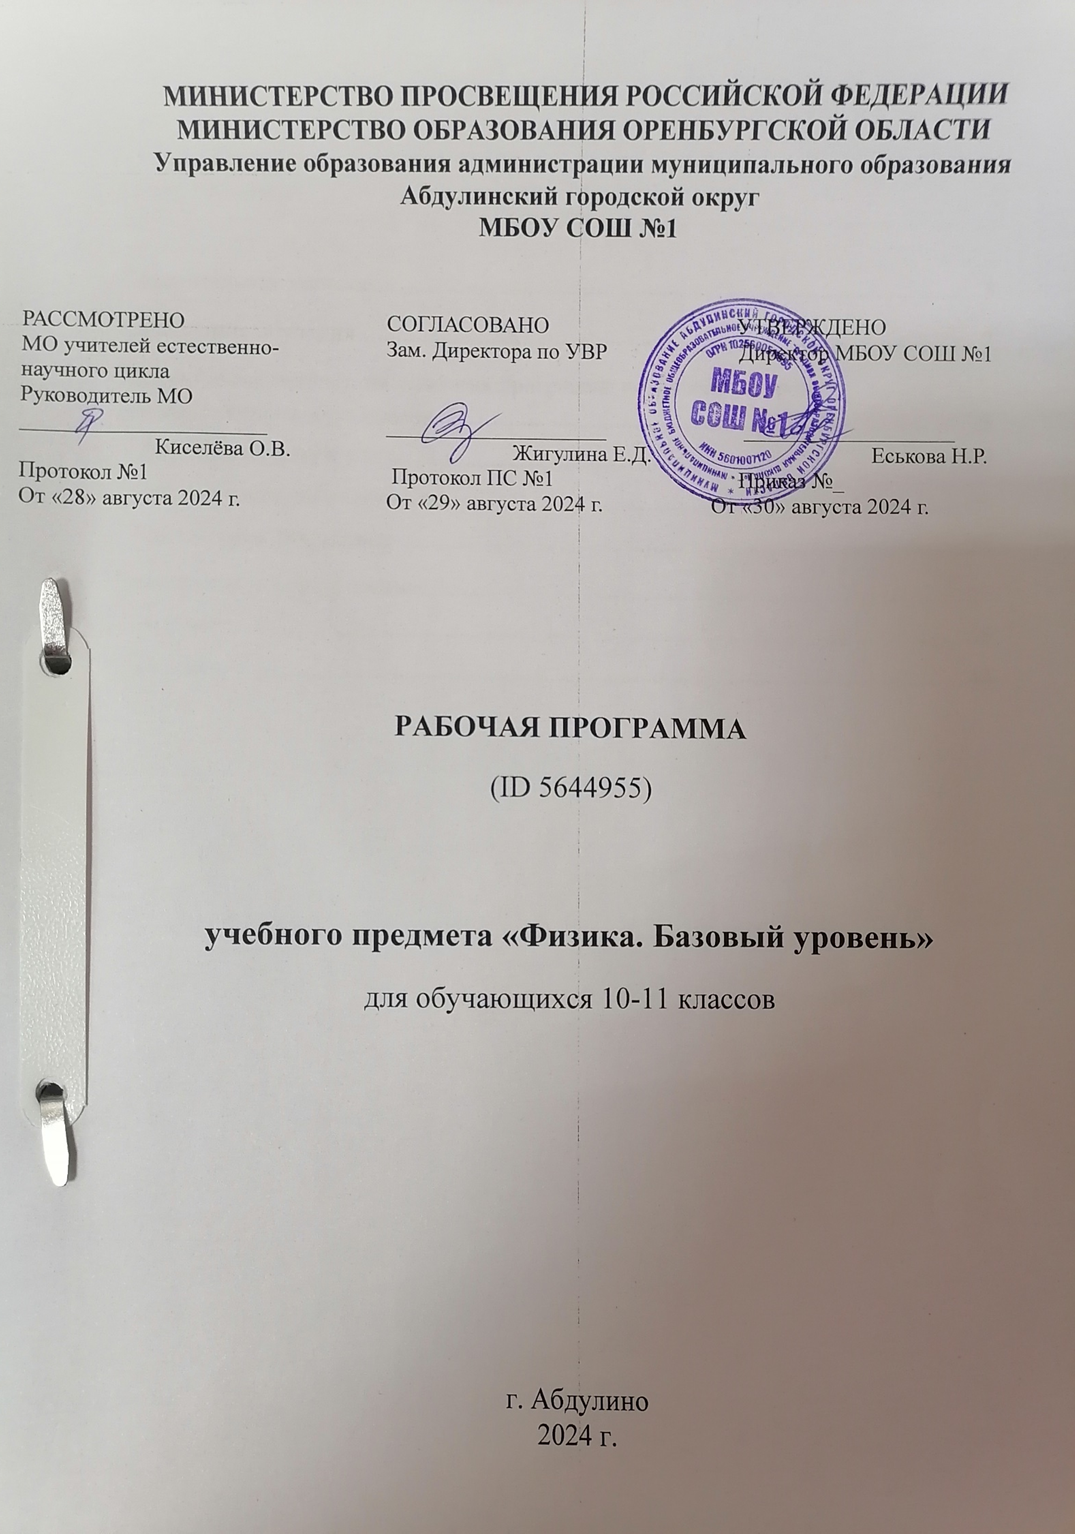 МИНИСТЕРСТВО ПРОСВЕЩЕНИЯ РОССИЙСКОЙ ФЕДЕРАЦИИ
МИНИСТЕРСТВО ОБРАЗОВАНИЯ ОРЕНБУРГСКОЙ ОБЛАСТИ
Управление образования администрации муниципального образования
Абдулинский городской округ
МБОУ СОШ №1
РАССМОТРЕНО
МО учителей естественно-
научного цикла
Руководитель МО
Киселёва О.В.
Протокол №1
От «28» августа 2024 г.
СОГЛАСОВАНО
Зам. Директора по УВР
Жигулина Е.Д.
Протокол ПС №1
От «29» августа 2024 г.
УТВЕРЖДЕНО
Директор МБОУ СОШ №1
Еськова Н.Р.
Приказ №_
От «30» августа 2024 г.
МБОУ
СОШ №1
ИНН 5601007120
РАБОЧАЯ ПРОГРАММА
(ID 5644955)
учебного предмета «Физика. Базовый уровень»
для обучающихся 10-11 классов
г. Абдулино
2024 г.